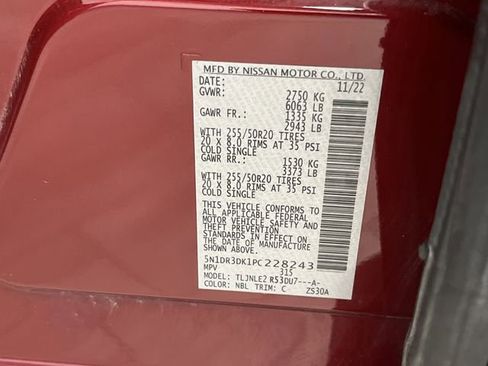 MFD BY NISSAN MOTOR CO., LTD.
DATE: 11/22
GVWR: 2750 KG
6063 LB
GAWR FR.: 1335 KG
2943 LB
WITH 255/50R20 TIRES
20 x 8.0 RIMS AT 35 PSI
COLD SINGLE
GAWR RR.: 1530 KG
3373 LB
WITH 255/50R20 TIRES
20 x 8.0 RIMS AT 35 PSI
COLD SINGLE
THIS VEHICLE CONFORMS TO
ALL APPLICABLE FEDERAL
MOTOR VEHICLE SAFETY AND
THEFT PREVENTION
STANDARDS IN EFFECT ON
THE DATE OF MANUFACTURE
SHOWN ABOVE.
5N1DR3DK1PC228243
MPV 315
MODEL: TLJNLE2 R53DU7---A-
COLOR: NBL TRIM: C ZS30A